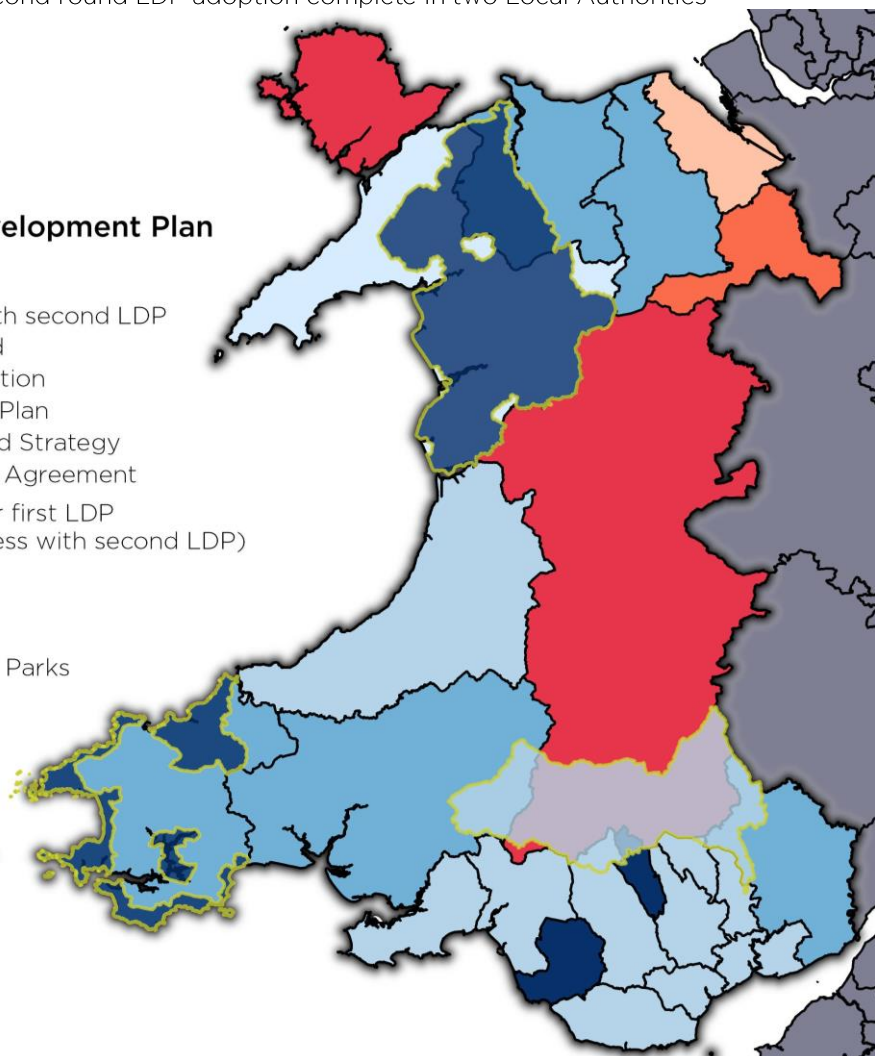 econd round LDP adoption complete in two Local Authorities
velopment Plan
th second LDP
d
tion
Plan
d Strategy
Agreement
r first LDP
ess with second LDP)
Parks